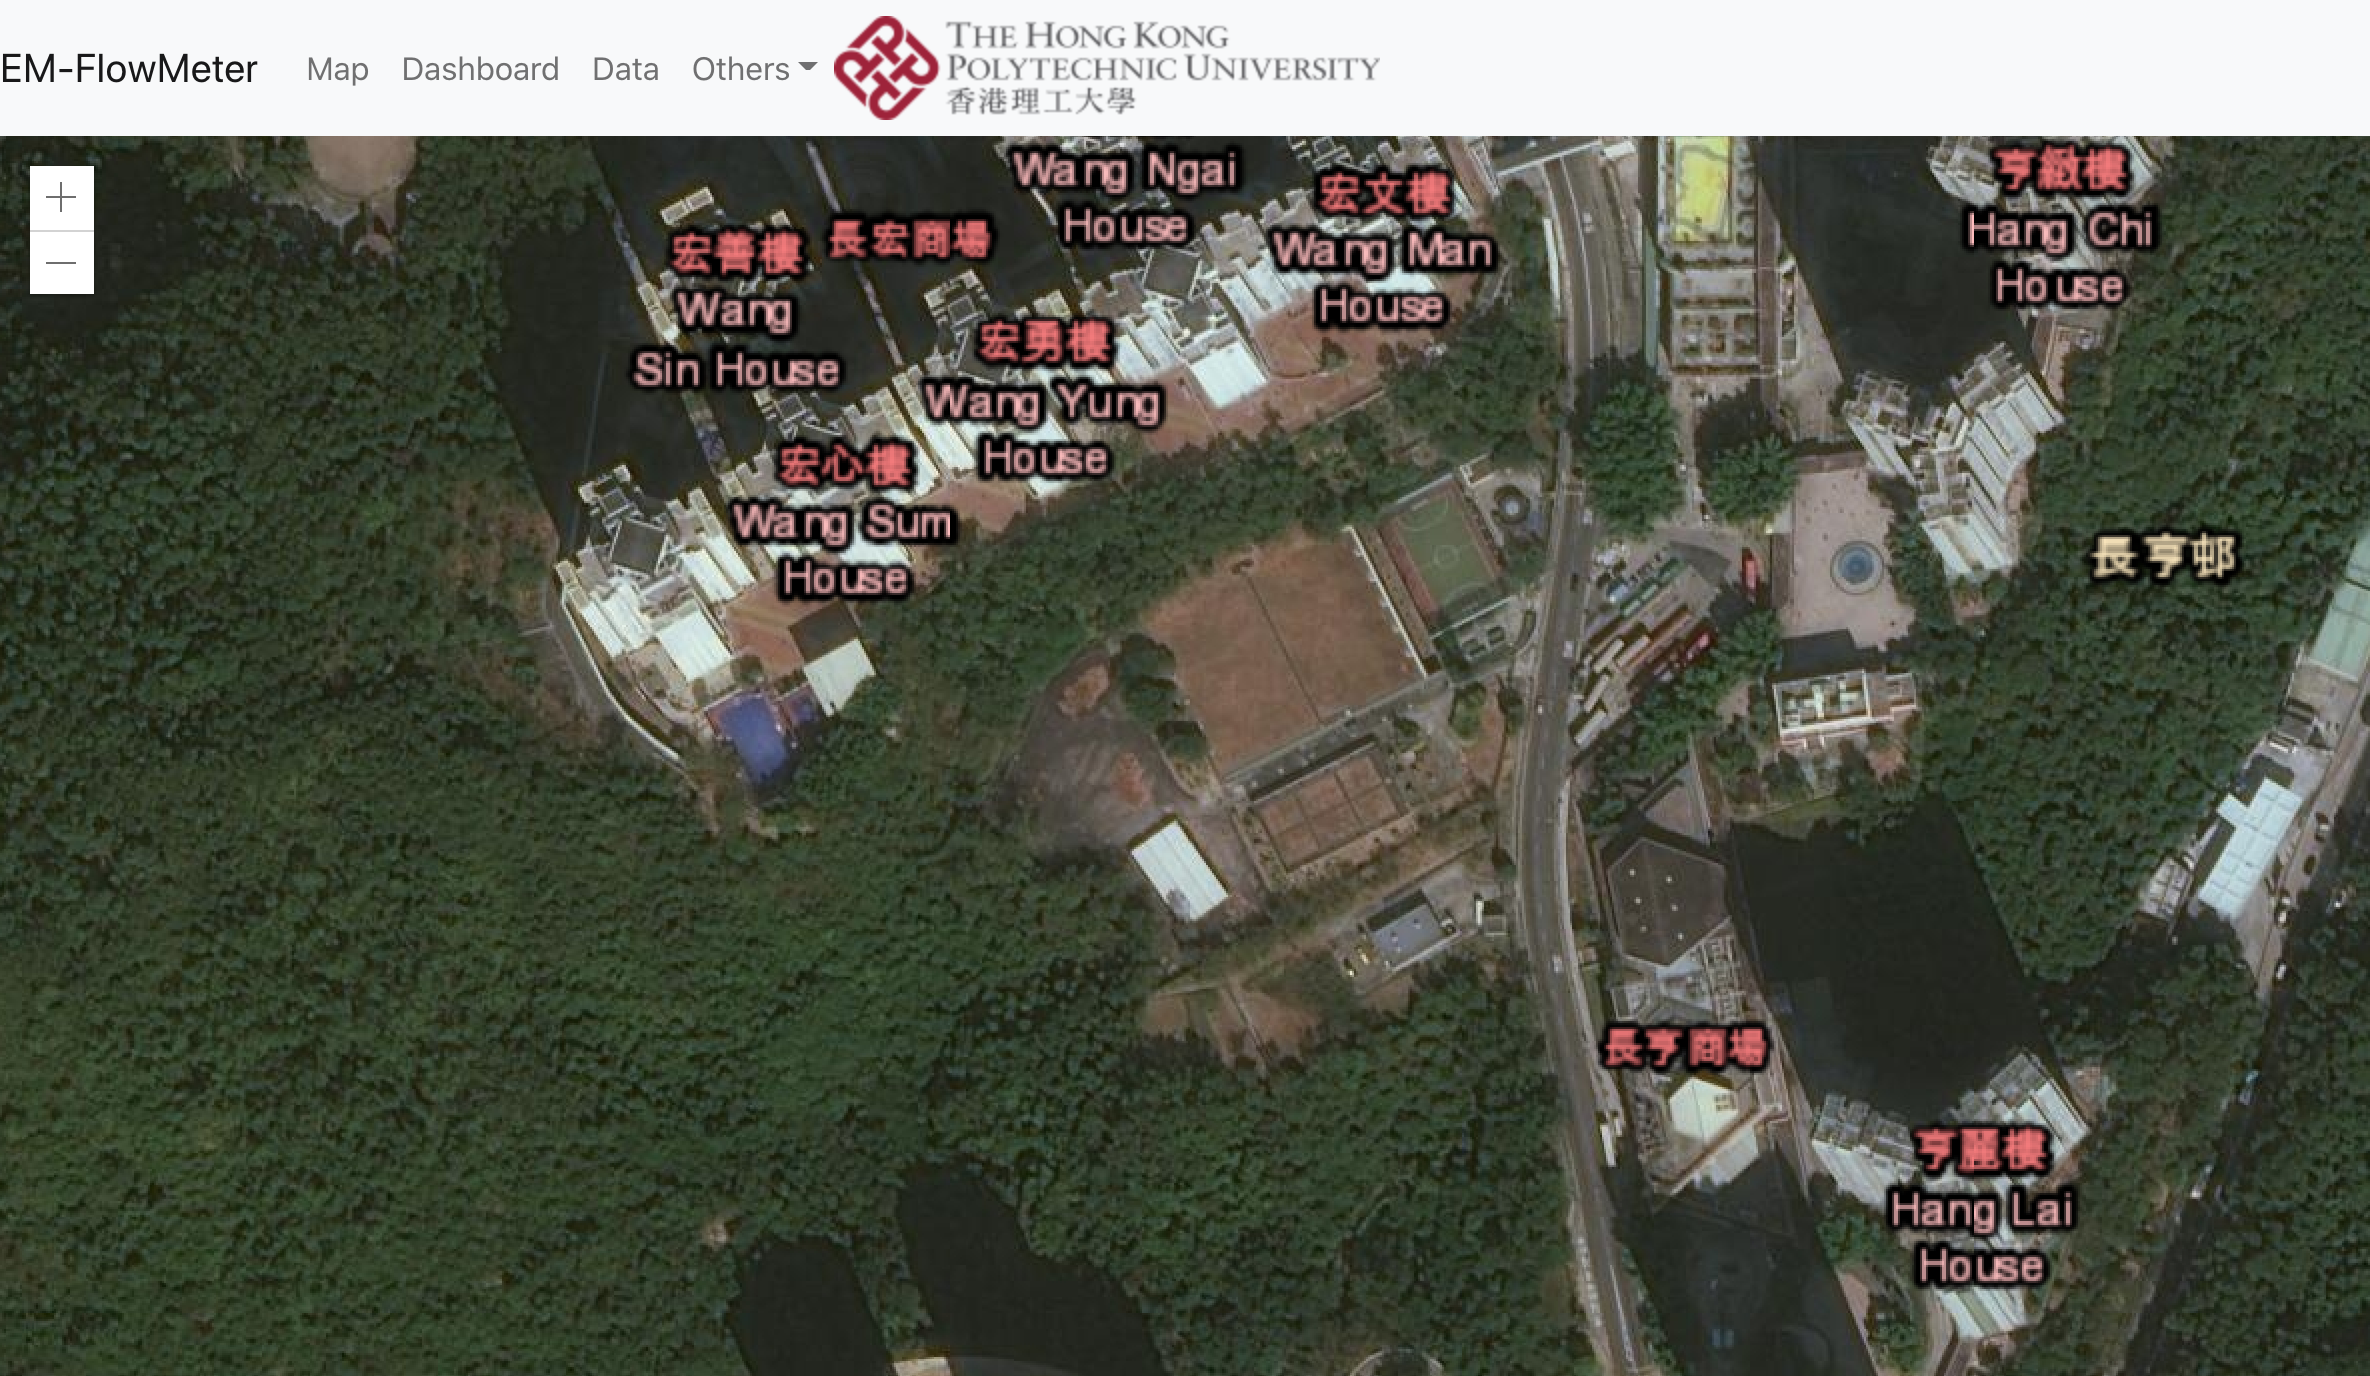 EM-FlowMeter
Map
Dashboard
Data
Others
THE HONG KONG
POLYTECHNIC UNIVERSITY
香港理工大學
Wang Ngai
House
宏文樓
Wang Man
House
亨緻樓
Hang Chi
House
宏善樓
Wang
Sin House
長宏商場
宏勇樓
Wang Yung
House
宏心樓
Wang Sum
House
長亨邨
長亨商場
亨麗樓
Hang Lai
House